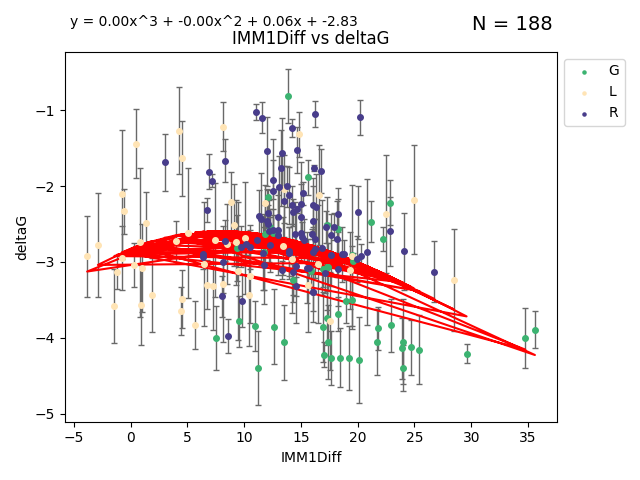 y = 0.00x^3 + -0.00x^2 + 0.06x + -2.83
N = 188
IMM1Diff vs deltaG
G
L
R
deltaG
−1
−2
−3
−4
−5
−5
0
5
10
15
20
25
30
35
IMM1Diff